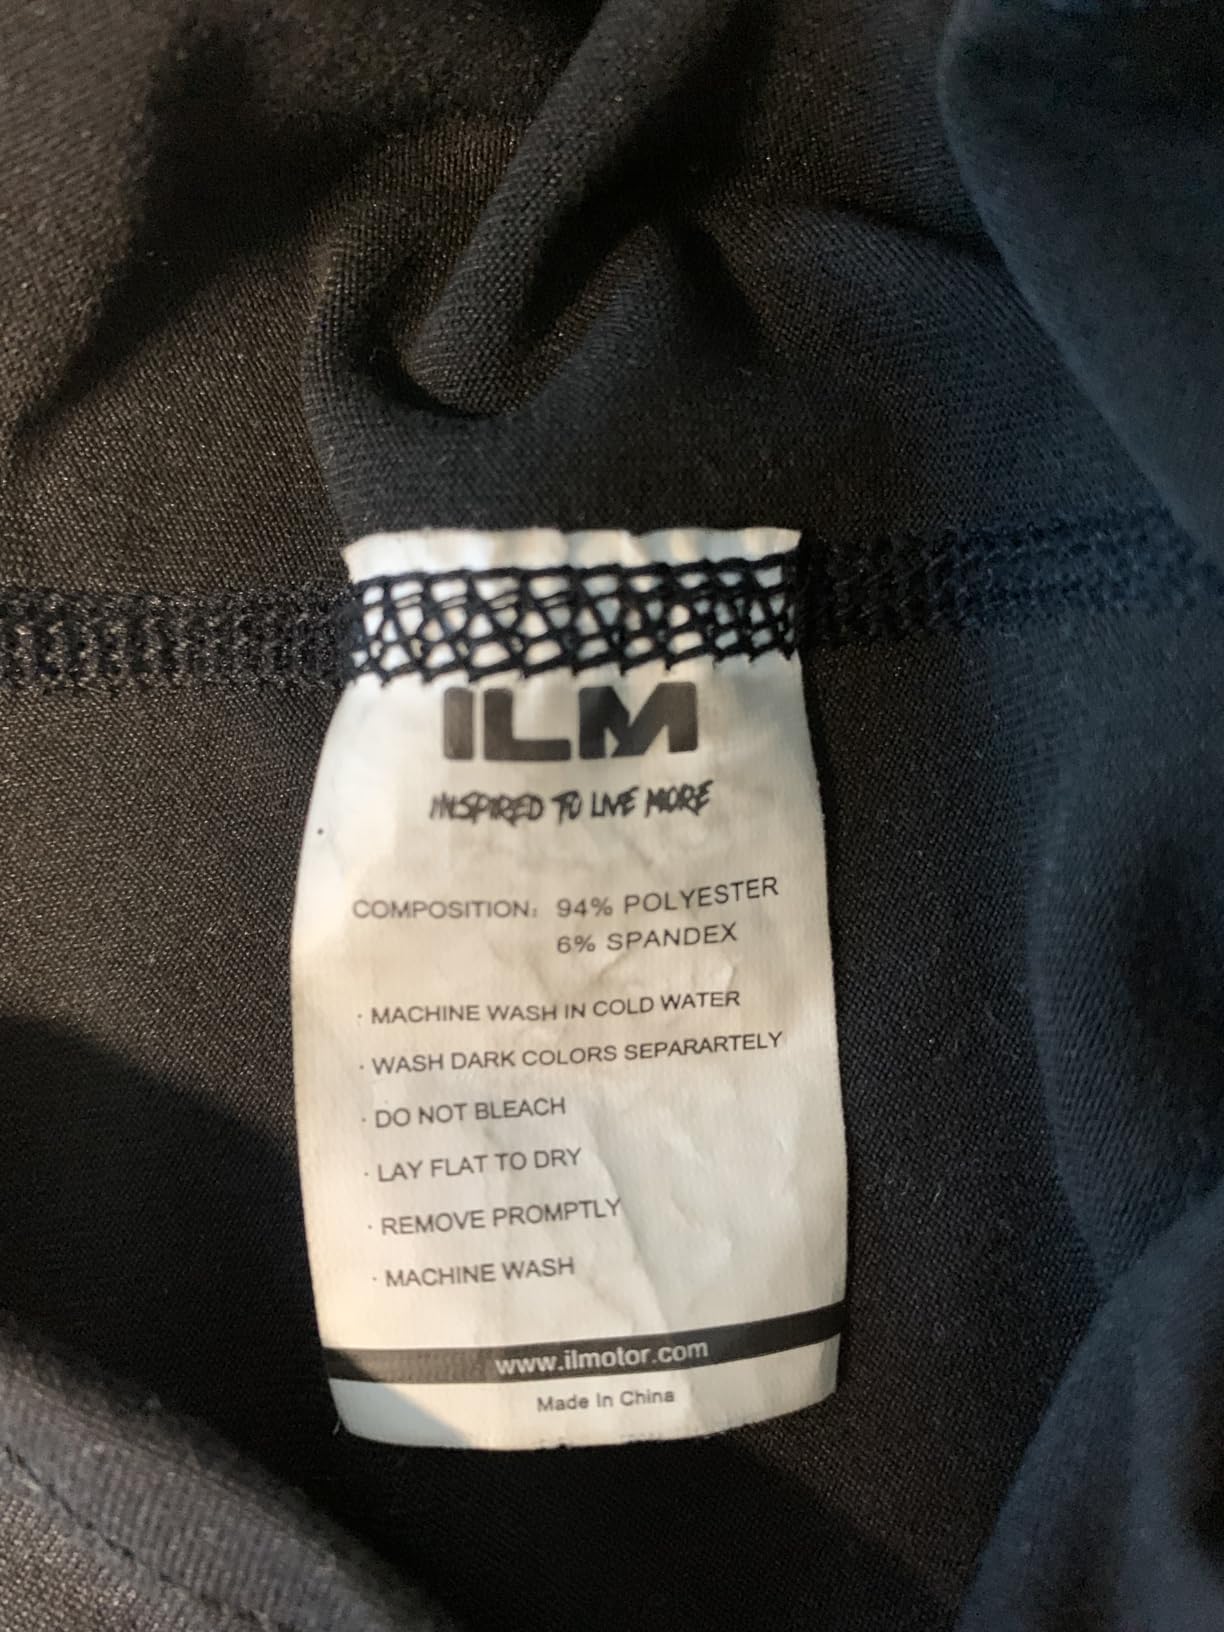 ILM
INSPIRED TO LIVE MORE
COMPOSITION: 94% POLYESTER
6% SPANDEX
· MACHINE WASH IN COLD WATER
· WASH DARK COLORS SEPARARTELY
· DO NOT BLEACH
· LAY FLAT TO DRY
· REMOVE PROMPTLY
· MACHINE WASH
www.ilmotor.com
Made In China